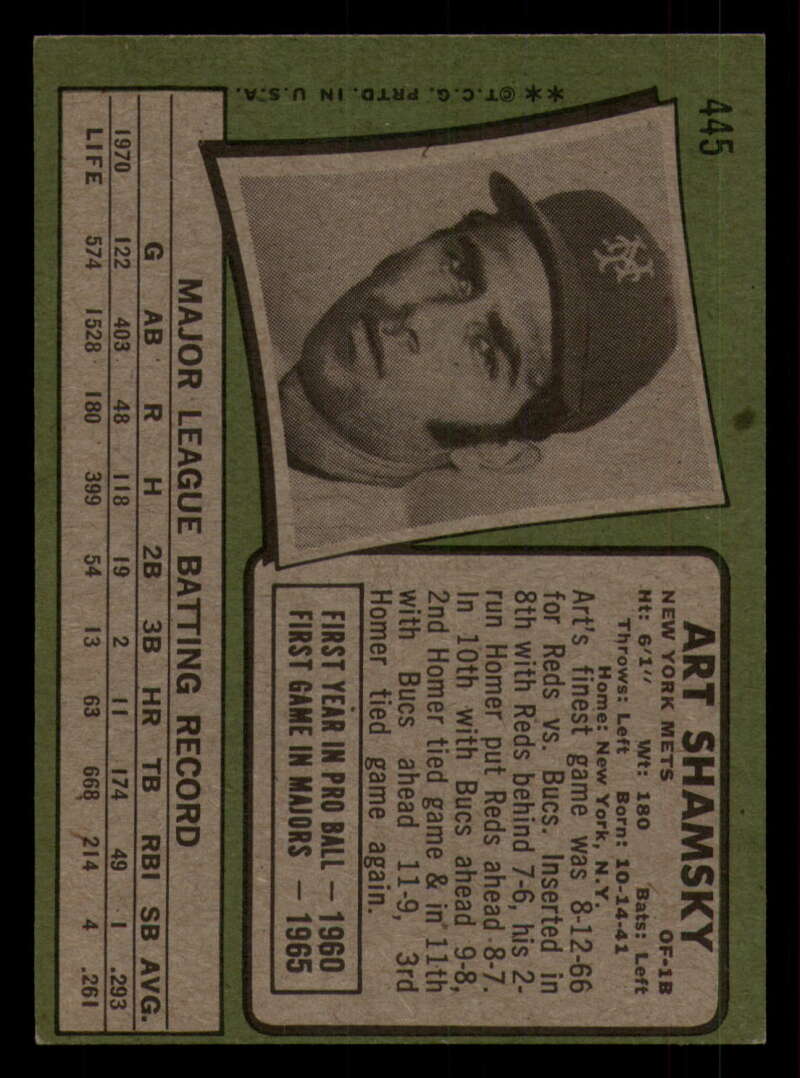 445
ART SHAMSKY
NEW YORK METS OF-1B
Ht: 6'1" Wt: 180 Bats: Left
Throws: Left Born: 10-14-41
Home: New York, N.Y.
Art's finest game was 8-12-66
for Reds vs. Bucs. Inserted in
8th with Reds behind 7-6, his 2-
run Homer put Reds ahead 8-7.
In 10th with Bucs ahead 9-8,
2nd Homer tied game & in 11th
with Bucs ahead 11-9, 3rd
Homer tied game again.
FIRST YEAR IN PRO BALL — 1960
FIRST GAME IN MAJORS — 1965
NY
**©T.C.G. PRTD. IN U.S.A.
MAJOR LEAGUE BATTING RECORD
G AB R H 2B 3B HR TB RBI SB AVG.
1970 122 403 48 118 19 2 11 174 49 1 .293
LIFE 574 1528 180 399 54 13 63 668 214 4 .261